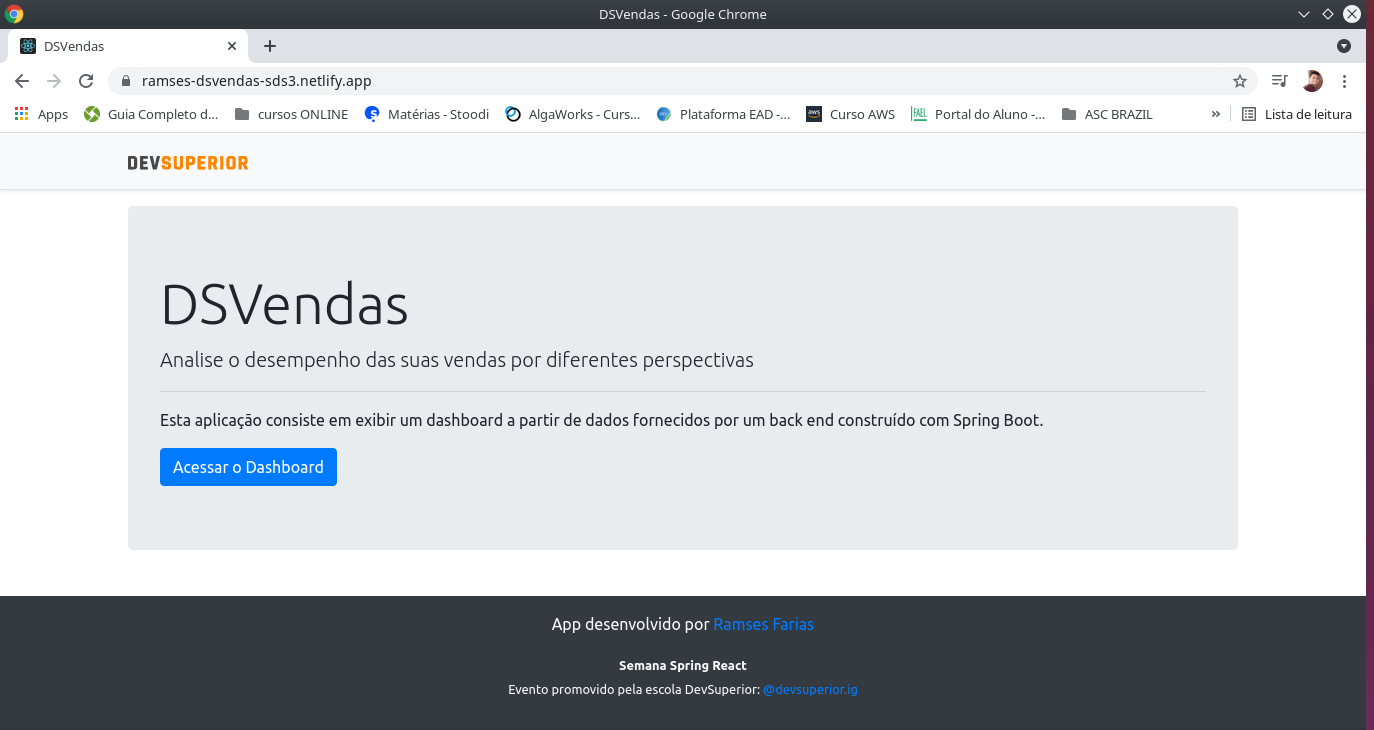 DSVendas - Google Chrome
DSVendas
ramses-dsvendas-sds3.netlify.app
Apps Guia Completo d... cursos ONLINE Matérias - Stoodi AlgaWorks - Curs... Plataforma EAD -... aws Curso AWS FAEL Portal do Aluno -... ASC BRAZIL » Lista de leitura
DEVSUPERIOR
DSVendas
Analise o desempenho das suas vendas por diferentes perspectivas
Esta aplicação consiste em exibir um dashboard a partir de dados fornecidos por um back end construído com Spring Boot.
Acessar o Dashboard
App desenvolvido por Ramses Farias
Semana Spring React
Evento promovido pela escola DevSuperior: @devsuperior.ig